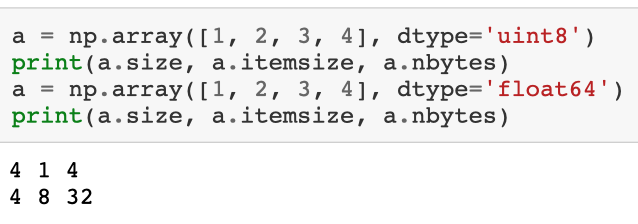 a = np.array([1, 2, 3, 4], dtype='uint8')
print(a.size, a.itemsize, a.nbytes)
a = np.array([1, 2, 3, 4], dtype='float64')
print(a.size, a.itemsize, a.nbytes)
4 1 4
4 8 32